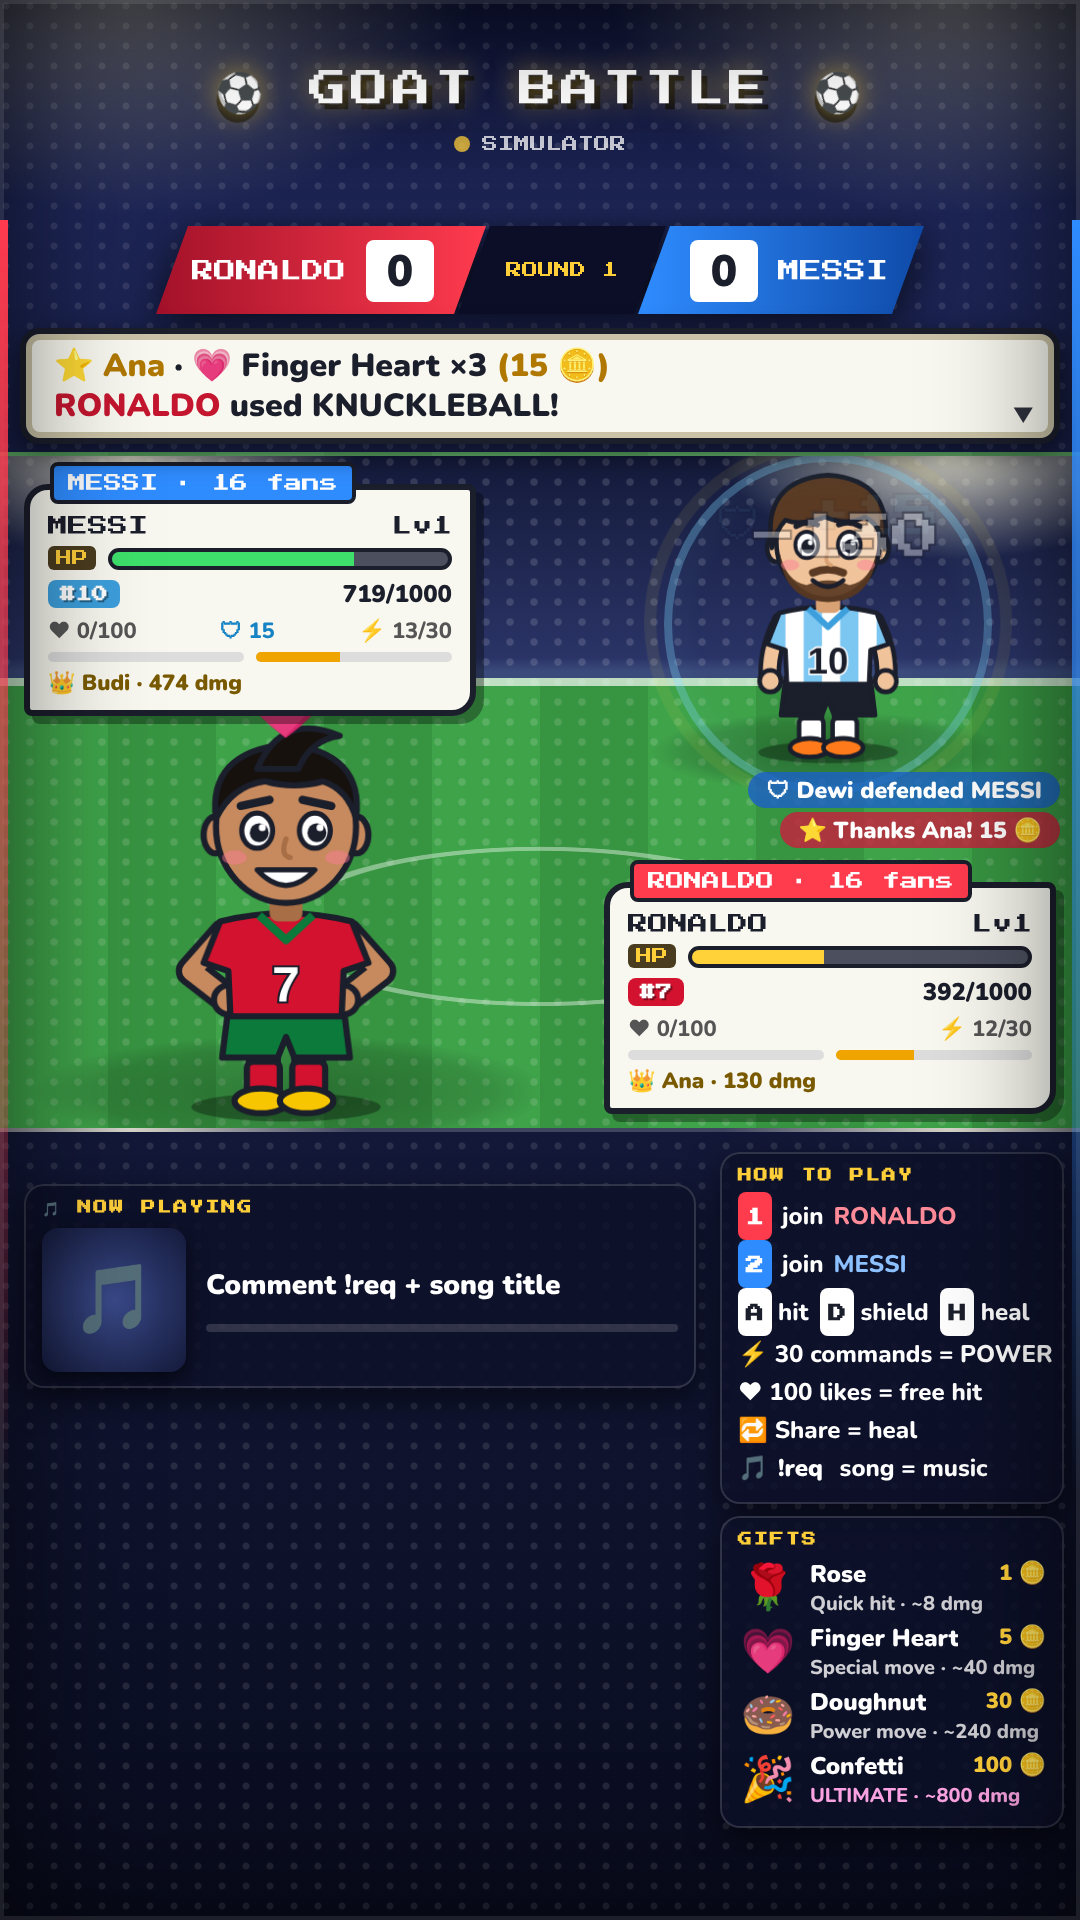 GOAT BATTLE
SIMULATOR
RONALDO 0 ROUND 1 0 MESSI
Ana · Finger Heart ×3 (15)
RONALDO used KNUCKLEBALL!
MESSI · 16 fans
MESSI Lv1
HP
#10 719/1000
0/100 15 13/30
Budi · 474 dmg
10
7
Dewi defended MESSI
Thanks Ana! 15
RONALDO · 16 fans
RONALDO Lv1
HP
#7 392/1000
0/100 12/30
Ana · 130 dmg
NOW PLAYING
Comment !req + song title
HOW TO PLAY
1 join RONALDO
2 join MESSI
A hit D shield H heal
30 commands = POWER
100 likes = free hit
Share = heal
!req song = music
GIFTS
Rose 1
Quick hit · ~8 dmg
Finger Heart 5
Special move · ~40 dmg
Doughnut 30
Power move · ~240 dmg
Confetti 100
ULTIMATE · ~800 dmg